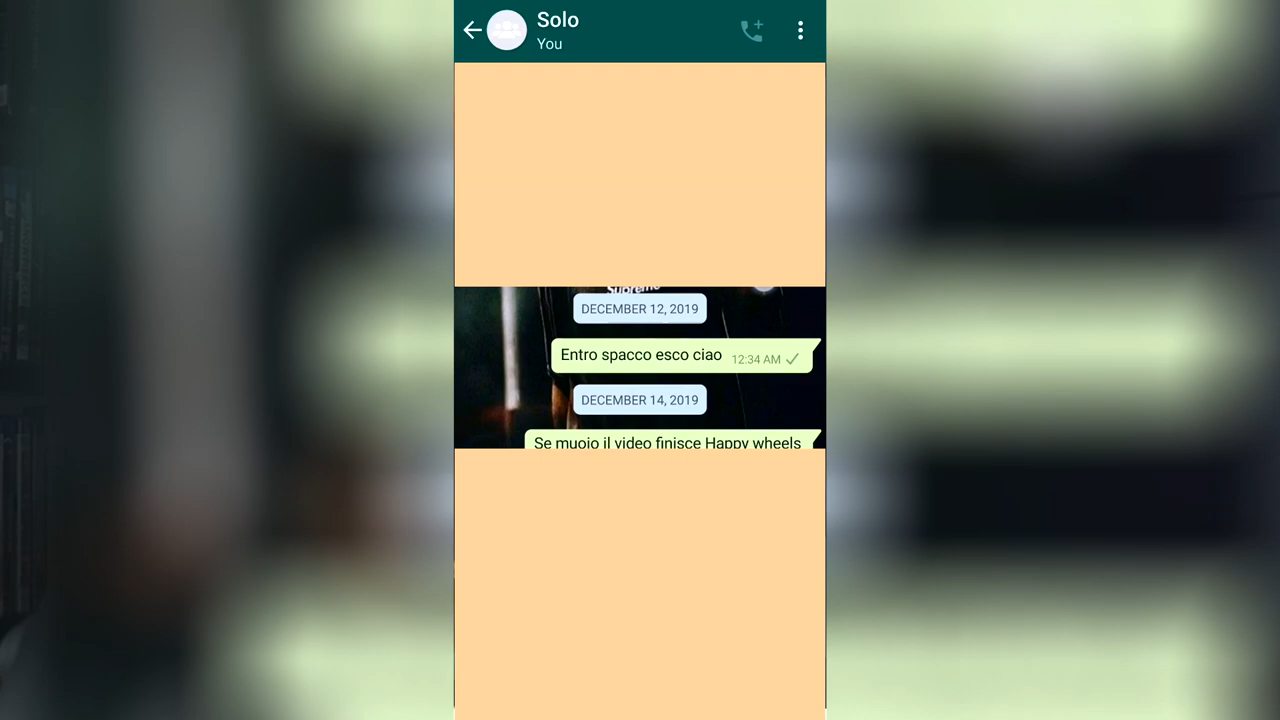 Solo
You
Supreme
DECEMBER 12, 2019
Entro spacco esco ciao 12:34 AM
DECEMBER 14, 2019
Se muoio il video finisce Happy wheels